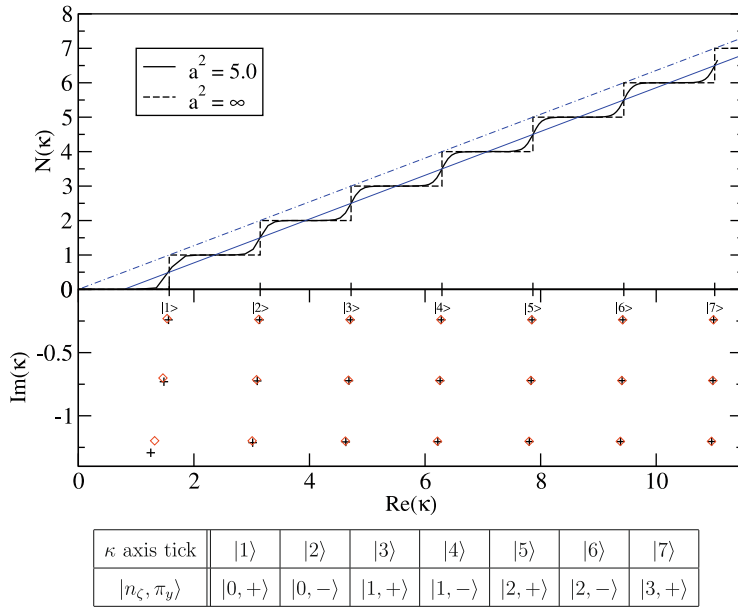 8
7
6
5
4
3
2
1
0
N(κ)
a² = 5.0
a² = ∞
|1> |2> |3> |4> |5> |6> |7>
-0.5
-1
Im(κ)
0 2 4 6 8 10
Re(κ)
κ axis tick |1⟩ |2⟩ |3⟩ |4⟩ |5⟩ |6⟩ |7⟩
|n_ζ, π_y⟩ |0, +⟩ |0, −⟩ |1, +⟩ |1, −⟩ |2, +⟩ |2, −⟩ |3, +⟩